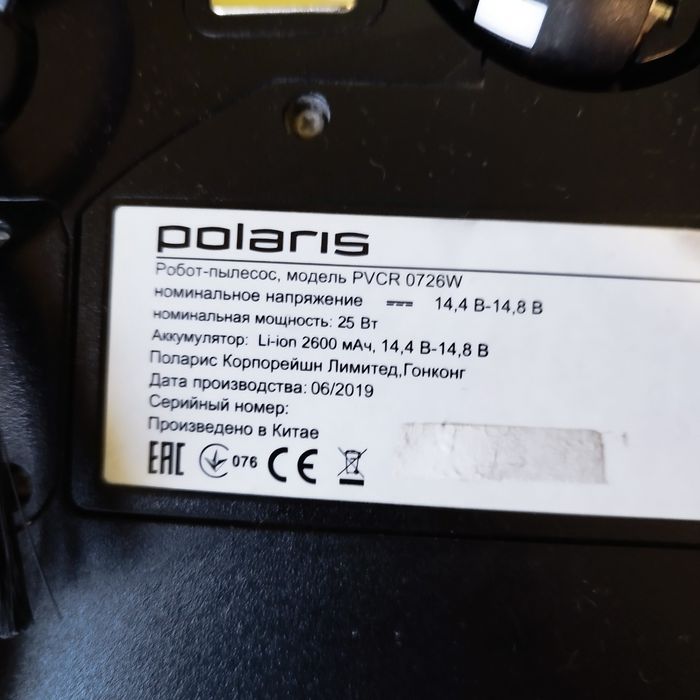 polaris
Робот-пылесос, модель PVCR 0726W
номинальное напряжение 14,4 В-14,8 В
номинальная мощность: 25 Вт
Аккумулятор: Li-ion 2600 мАч, 14,4 В-14,8 В
Поларис Корпорейшн Лимитед,Гонконг
Дата производства: 06/2019
Серийный номер:
Произведено в Китае
EAC 076 CE